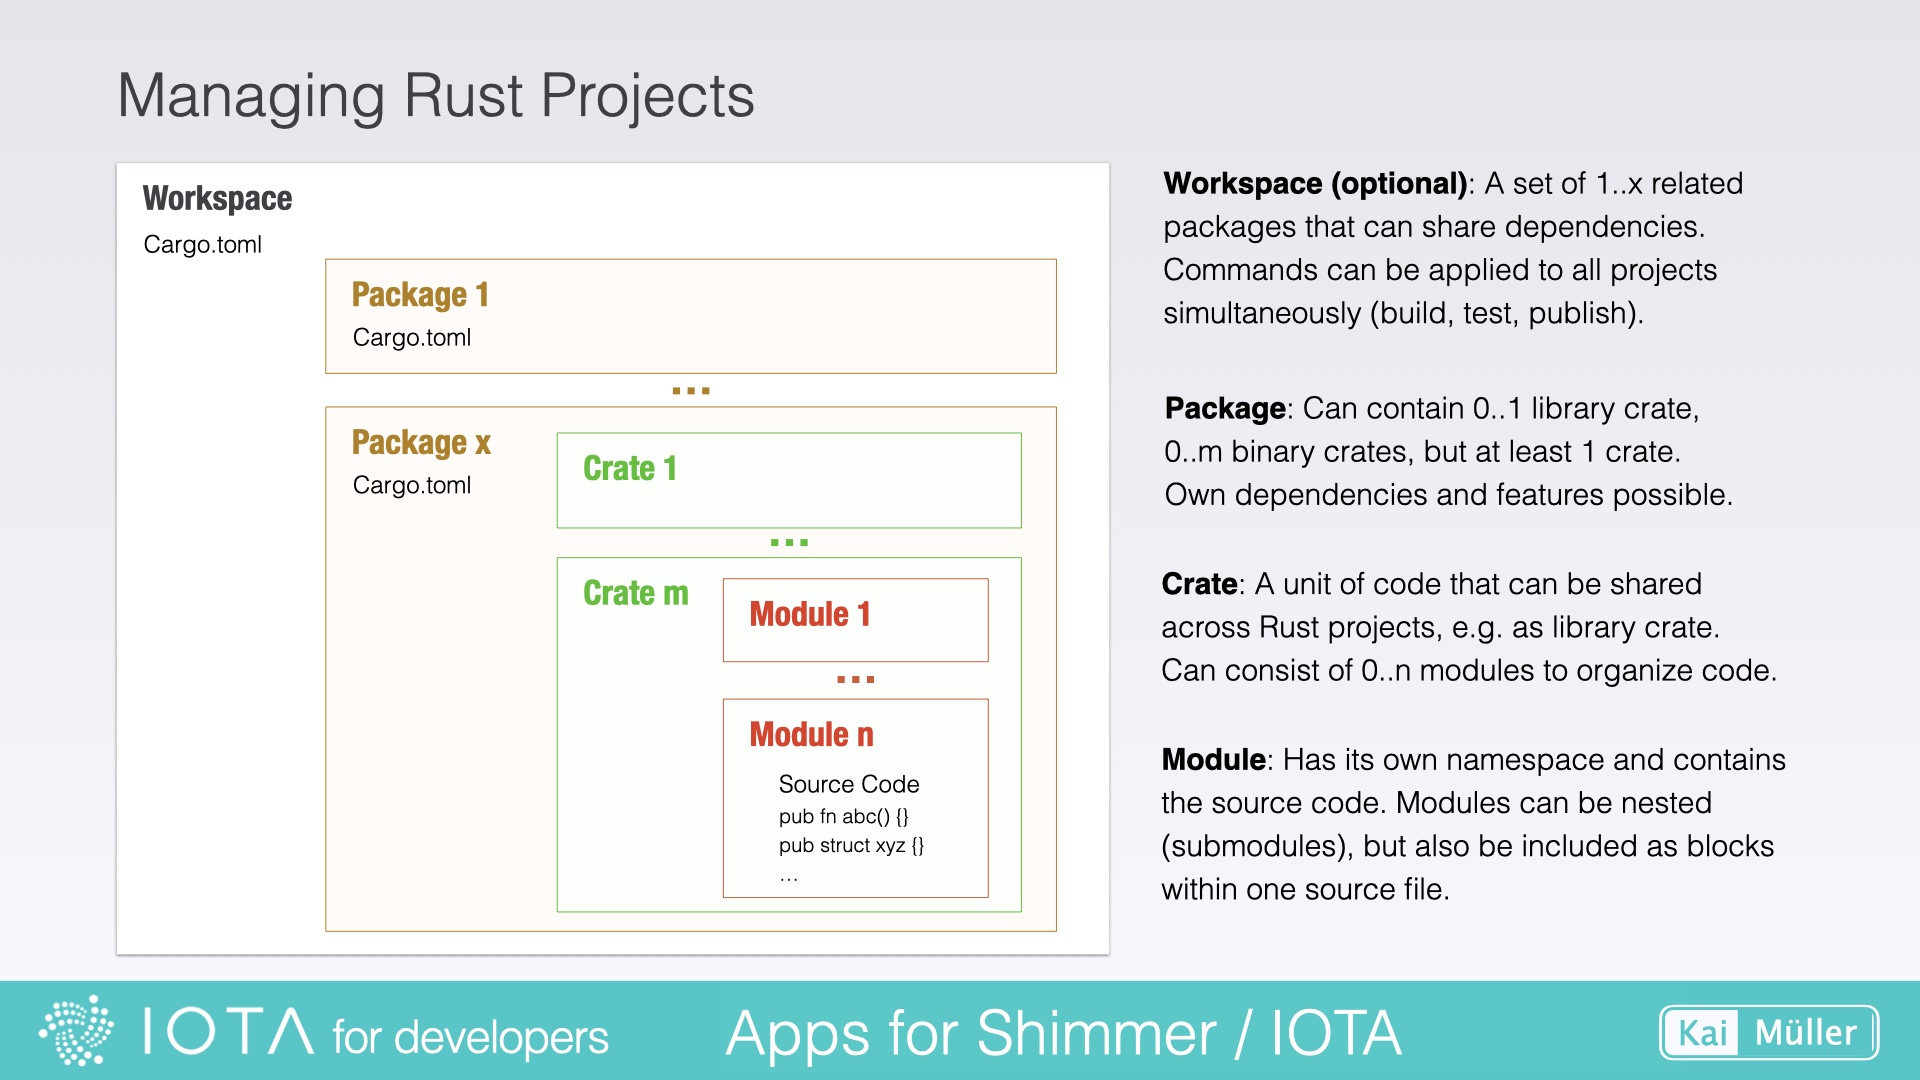 Managing Rust Projects
Workspace
Cargo.toml
Package 1
Cargo.toml
...
Package x
Cargo.toml
Crate 1
...
Crate m
Module 1
...
Module n
Source Code
pub fn abc() {}
pub struct xyz {}
...
Workspace (optional): A set of 1..x related
packages that can share dependencies.
Commands can be applied to all projects
simultaneously (build, test, publish).
Package: Can contain 0..1 library crate,
0..m binary crates, but at least 1 crate.
Own dependencies and features possible.
Crate: A unit of code that can be shared
across Rust projects, e.g. as library crate.
Can consist of 0..n modules to organize code.
Module: Has its own namespace and contains
the source code. Modules can be nested
(submodules), but also be included as blocks
within one source file.
IOTA for developers
Apps for Shimmer / IOTA
Kai Müller